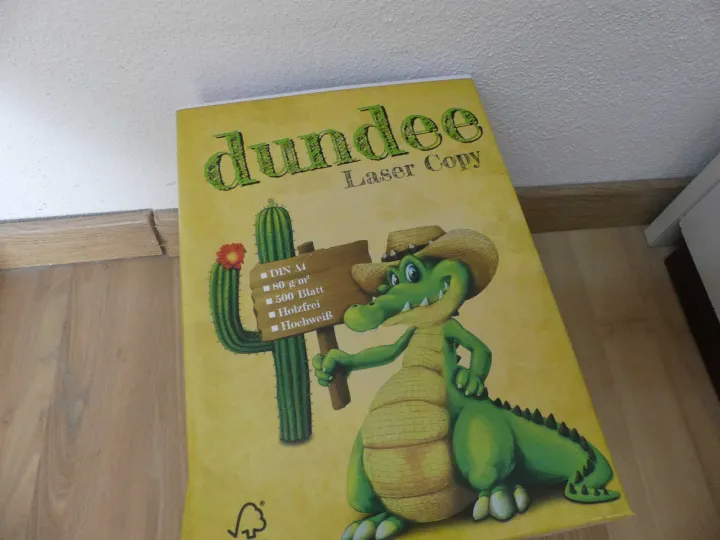 dundee
Laser Copy
▪ DIN A4
▪ 80 g/m²
▪ 500 Blatt
▪ Holzfrei
▪ Hochweiß
®